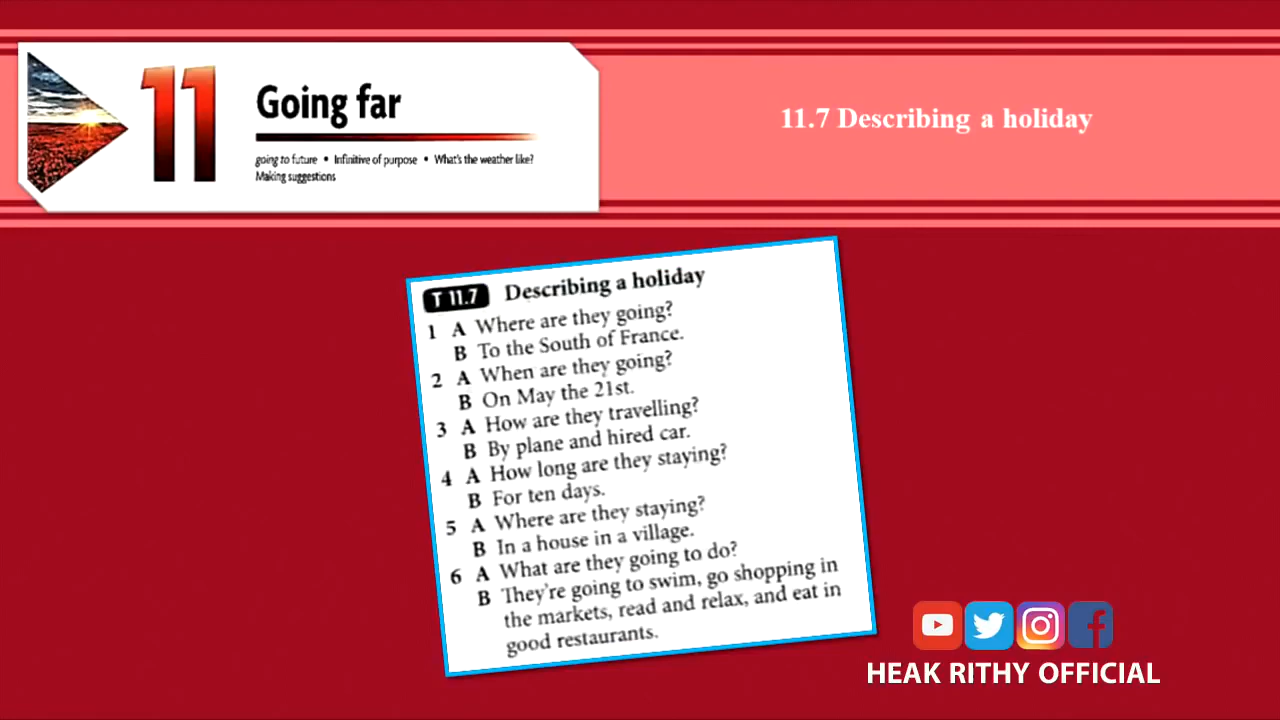 11
Going far
going to future • Infinitive of purpose • What's the weather like?
Making suggestions
11.7 Describing a holiday
T 11.7 Describing a holiday
1 A Where are they going?
B To the South of France.
2 A When are they going?
B On May the 21st.
3 A How are they travelling?
B By plane and hired car.
4 A How long are they staying?
B For ten days.
5 A Where are they staying?
B In a house in a village.
6 A What are they going to do?
B They're going to swim, go shopping in
the markets, read and relax, and eat in
good restaurants.
HEAK RITHY OFFICIAL